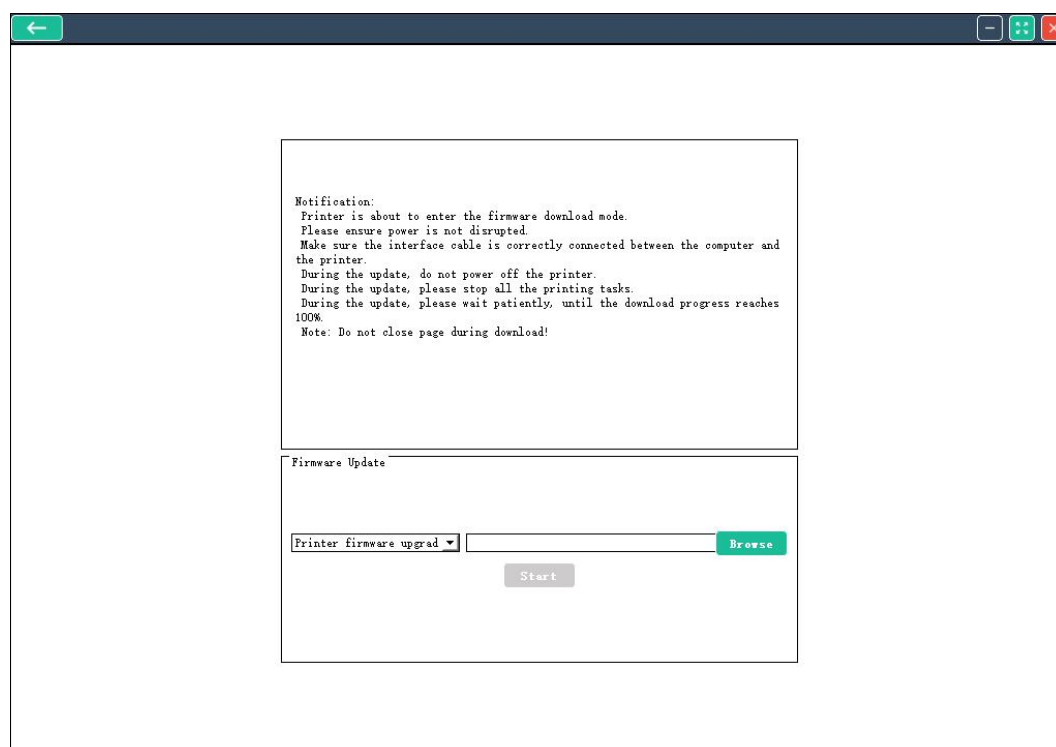 Notification:
Printer is about to enter the firmware download mode.
Please ensure power is not disrupted.
Make sure the interface cable is correctly connected between the computer and
the printer.
During the update, do not power off the printer.
During the update, please stop all the printing tasks.
During the update, please wait patiently, until the download progress reaches
100%.
Note: Do not close page during download!
Firmware Update
Printer firmware upgrad
Browse
Start